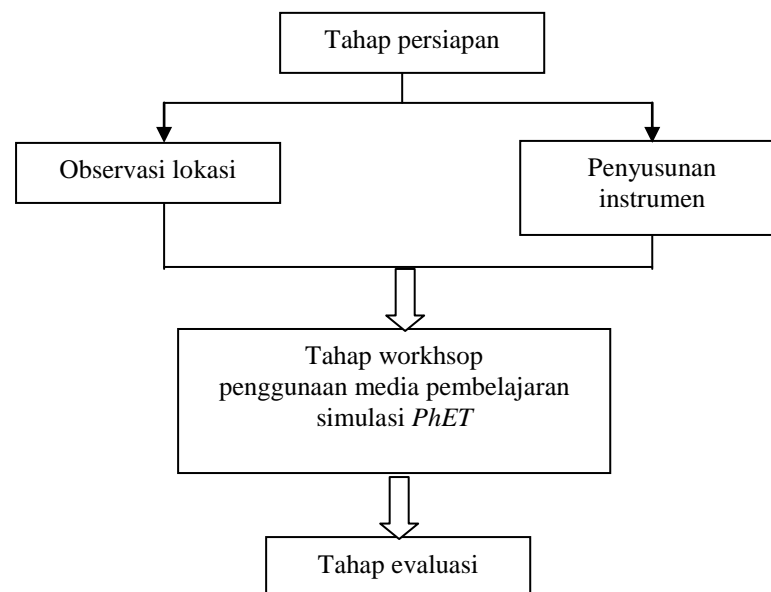 Tahap persiapan
Observasi lokasi
Penyusunan
instrumen
Tahap workhsop
penggunaan media pembelajaran
simulasi PhET
Tahap evaluasi